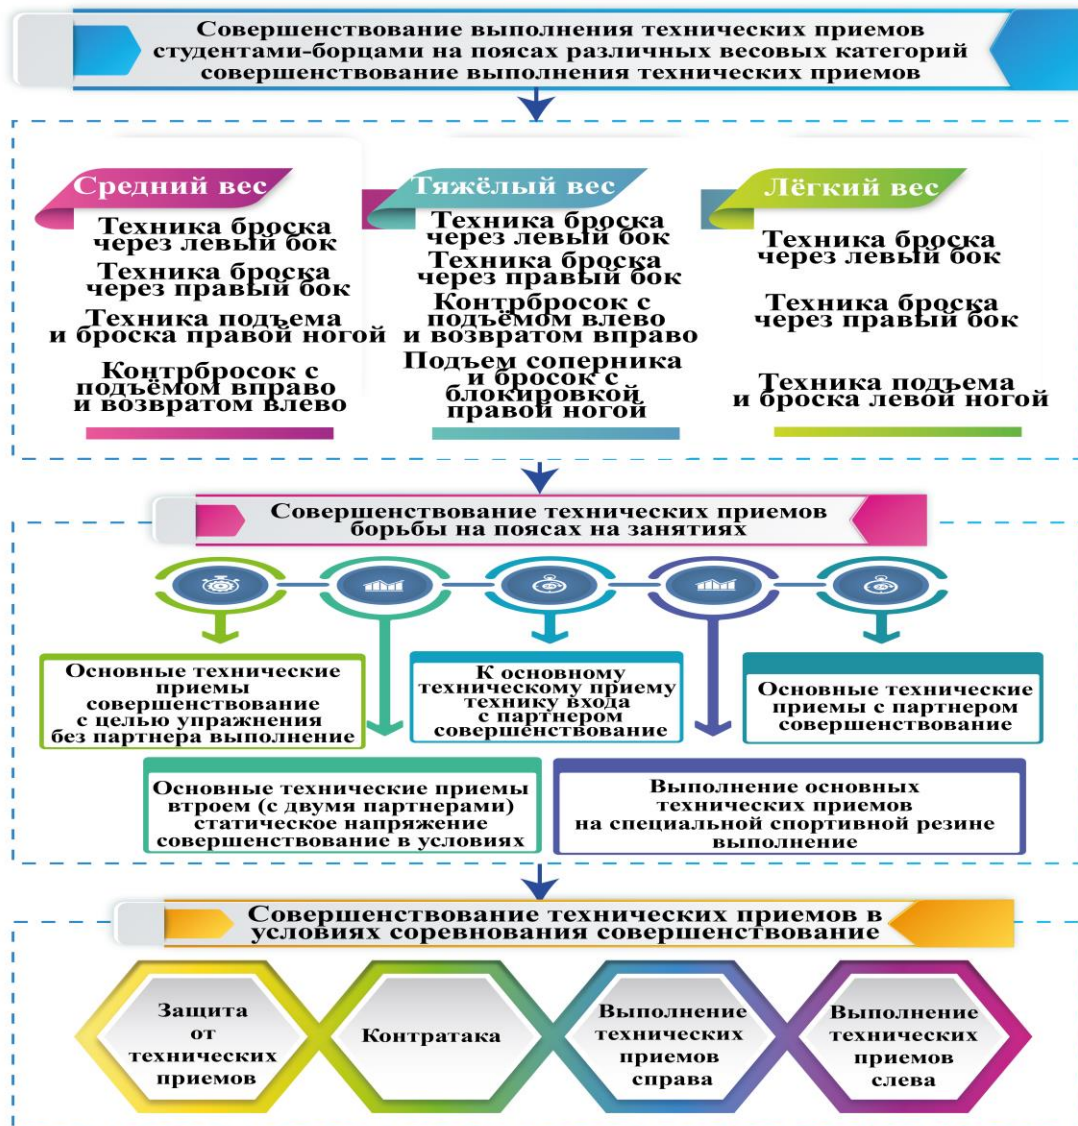 Совершенствование выполнения технических приемов
студентами-борцами на поясах различных весовых категорий
совершенствование выполнения технических приемов
Средний вес
Техника броска
через левый бок
Техника броска
через правый бок
Техника подъема
и броска правой ногой
Контрбросок с
подъёмом вправо
и возвратом влево
Тяжёлый вес
Техника броска
через левый бок
Техника броска
через правый бок
Контрбросок с
подъёмом влево
и возвратом вправо
Подъем соперника
и бросок с
блокировкой
правой ногой
Лёгкий вес
Техника броска
через левый бок
Техника броска
через правый бок
Техника подъема
и броска левой ногой
Совершенствование технических приемов
борьбы на поясах на занятиях
Основные технические
приемы
совершенствование
с целью упражнения
без партнера выполнение
К основному
техническому приему
технику входа
с партнером
совершенствование
Основные технические
приемы с партнером
совершенствование
Основные технические приемы
втроем (с двумя партнерами)
статическое напряжение
совершенствование в условиях
Выполнение основных
технических приемов
на специальной спортивной резине
выполнение
Совершенствование технических приемов в
условиях соревнования совершенствование
Защита
от
технических
приемов
Контратака
Выполнение
технических
приемов
справа
Выполнение
технических
приемов
слева